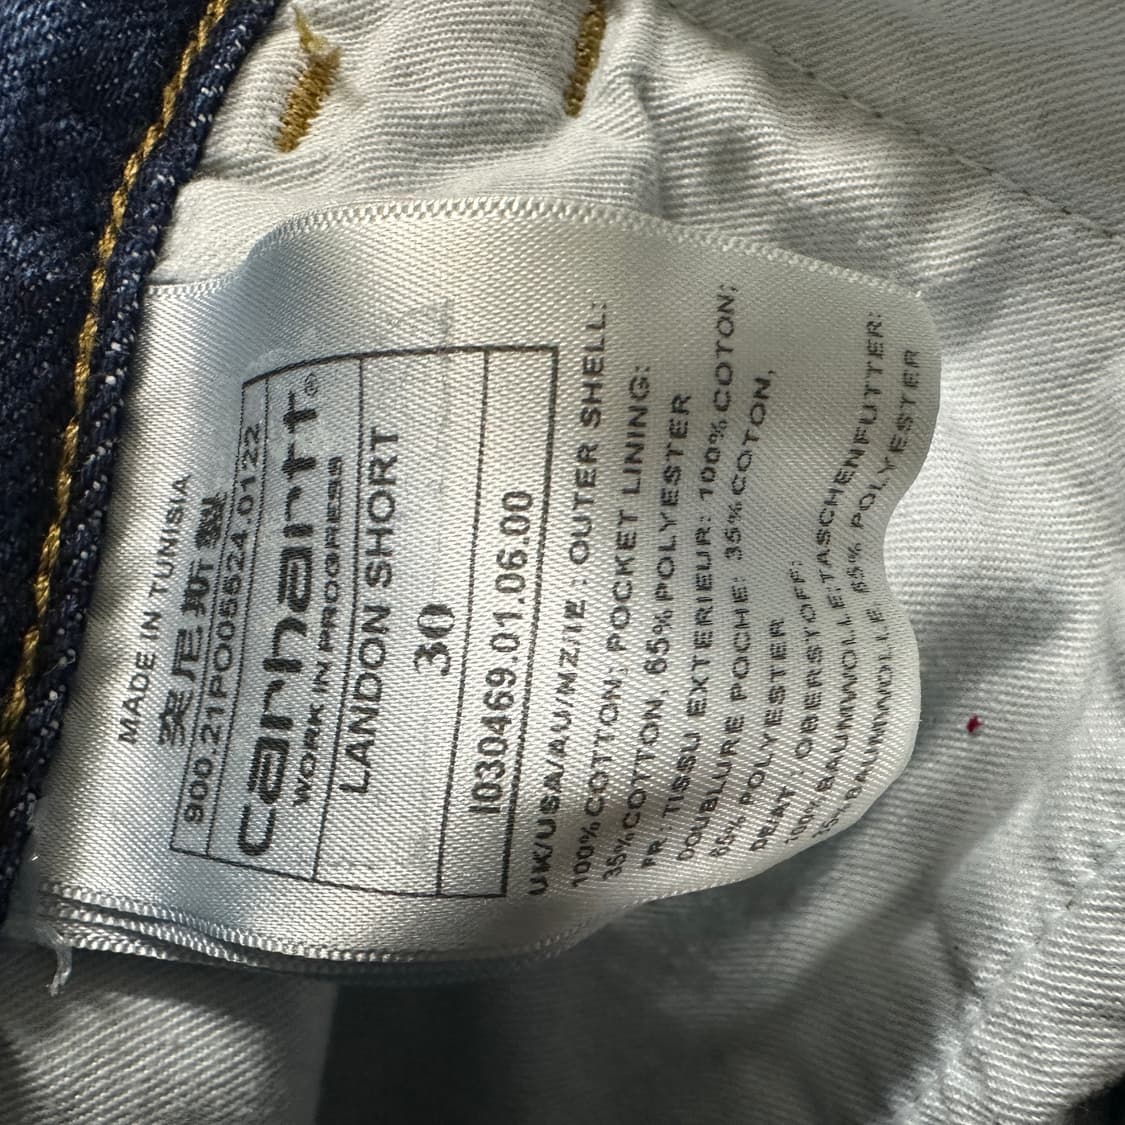 MADE IN TUNISIA
突尼斯制
900.21PO05624.0122
carhartt®
WORK IN PROGRESS
LANDON SHORT
30
I030469.01.06.00
UK/USA/AU/MZ/IE : OUTER SHELL:
100% COTTON; POCKET LINING:
35% COTTON, 65% POLYESTER
FR : TISSU EXTERIEUR: 100% COTON;
DOUBLURE POCHE: 35% COTON,
65% POLYESTER
DE/AT : OBERSTOFF:
100% BAUMWOLLE; TASCHENFUTTER:
35% BAUMWOLLE, 65% POLYESTER